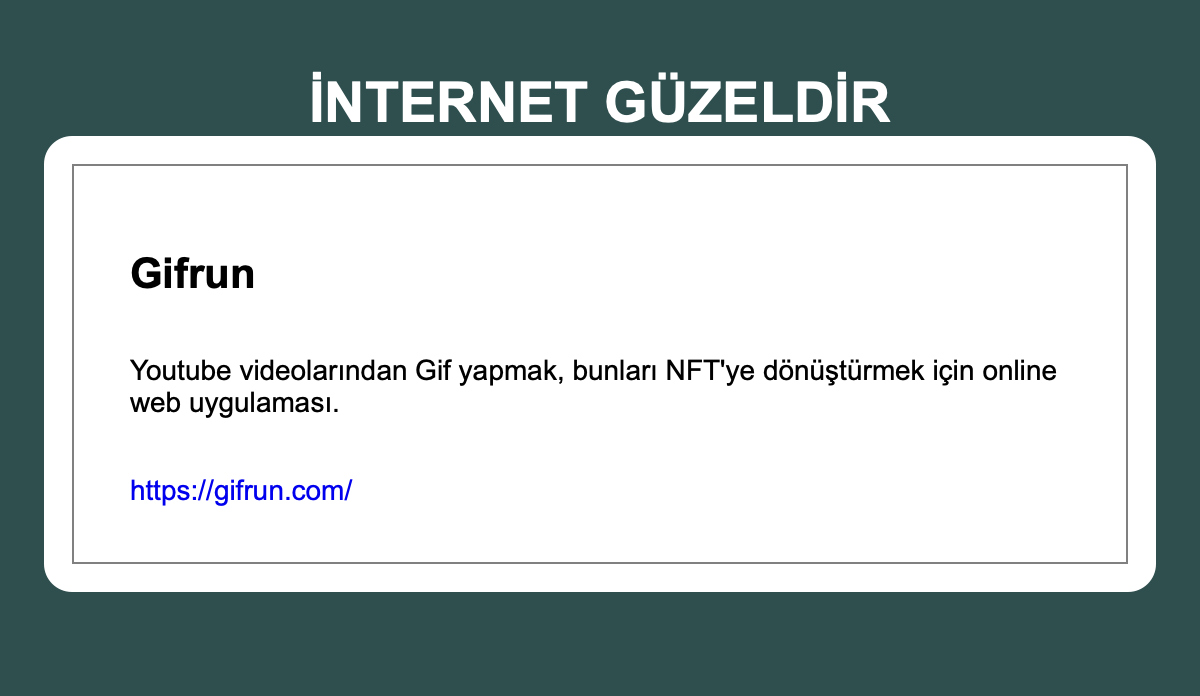 İNTERNET GÜZELDİR
Gifrun
Youtube videolarından Gif yapmak, bunları NFT'ye dönüştürmek için online
web uygulaması.
https://gifrun.com/